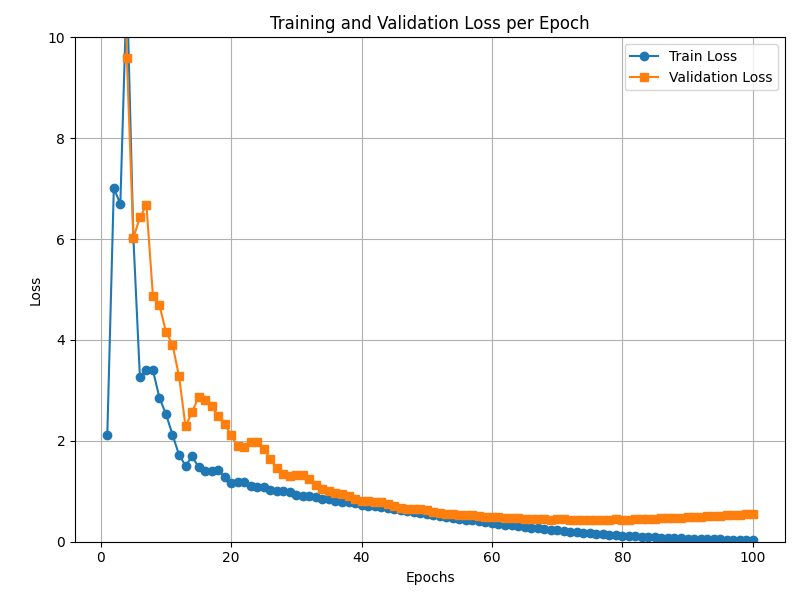 Training and Validation Loss per Epoch
Train Loss
Validation Loss
Loss
10
8
6
4
2
0
0 20 40 60 80 100
Epochs